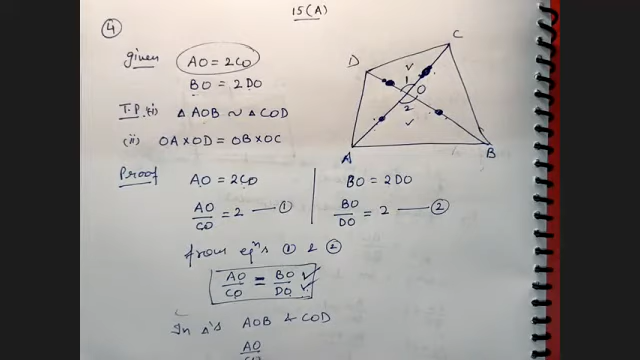 15(A)
4
given AO = 2CO
BO = 2DO
T.P. (i) Δ AOB ~ Δ COD
(ii) OA × OD = OB × OC
Proof AO = 2CO
AO/CO = 2 — ①
BO = 2DO
BO/DO = 2 — ②
from eqⁿs ① & ②
AO/CO = BO/DO
In Δ's AOB & COD
AO
D
C
1
O
2
A
B